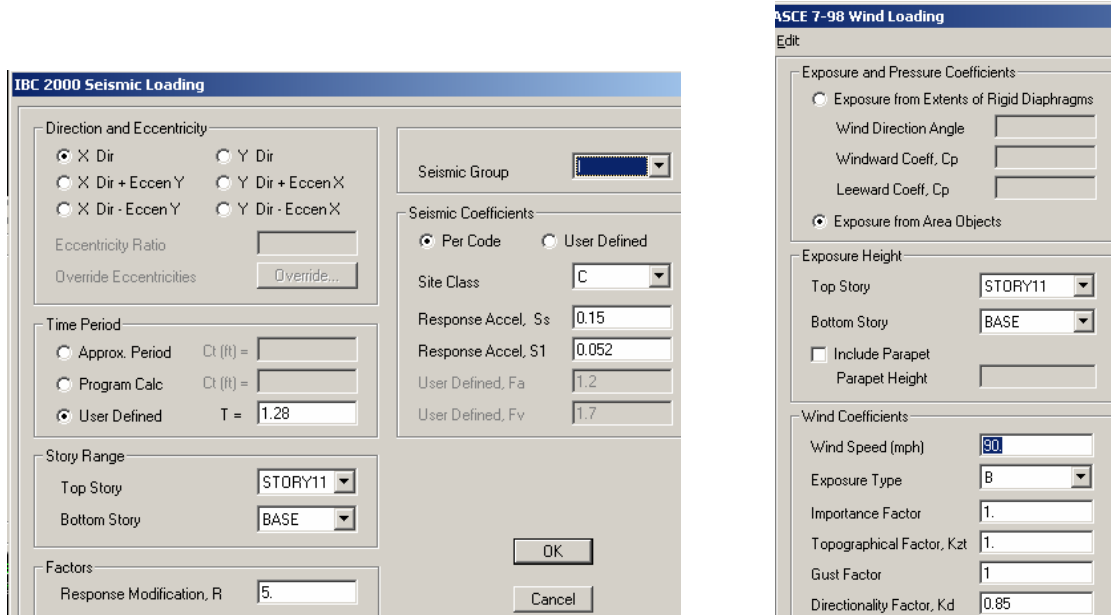 IBC 2000 Seismic Loading
Direction and Eccentricity
X Dir Y Dir
X Dir + Eccen Y Y Dir + Eccen X
X Dir - Eccen Y Y Dir - Eccen X
Eccentricity Ratio
Override Eccentricities Override...
Time Period
Approx. Period Ct (ft) =
Program Calc Ct (ft) =
User Defined T = 1.28
Story Range
Top Story STORY11
Bottom Story BASE
Factors
Response Modification, R 5.
Seismic Group
Seismic Coefficients
Per Code User Defined
Site Class C
Response Accel, Ss 0.15
Response Accel, S1 0.052
User Defined, Fa 1.2
User Defined, Fv 1.7
OK
Cancel
ASCE 7-98 Wind Loading
Edit
Exposure and Pressure Coefficients
Exposure from Extents of Rigid Diaphragms
Wind Direction Angle
Windward Coeff, Cp
Leeward Coeff, Cp
Exposure from Area Objects
Exposure Height
Top Story STORY11
Bottom Story BASE
Include Parapet
Parapet Height
Wind Coefficients
Wind Speed (mph) 90.
Exposure Type B
Importance Factor 1.
Topographical Factor, Kzt 1.
Gust Factor 1
Directionality Factor, Kd 0.85